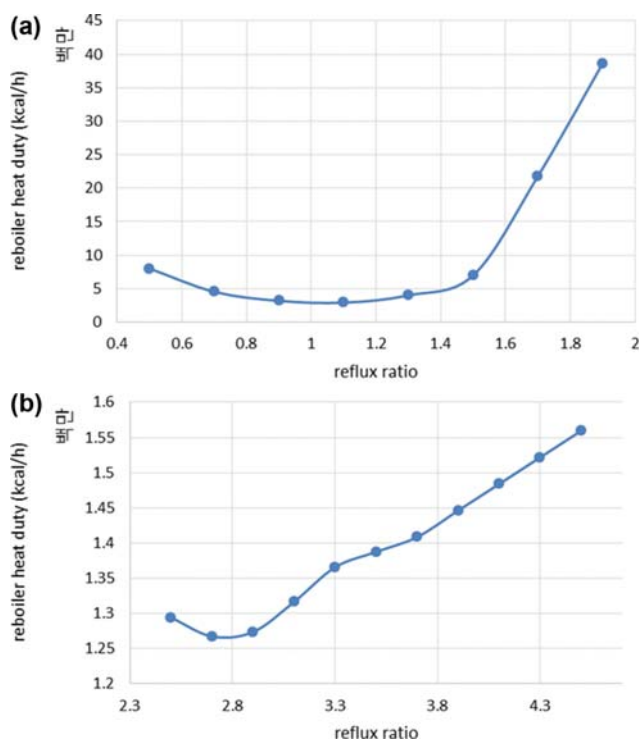 (a)
백만
reboiler heat duty (kcal/h)
45
40
35
30
25
20
15
10
5
0
0.4 0.6 0.8 1 1.2 1.4 1.6 1.8 2
reflux ratio
(b)
백만
reboiler heat duty (kcal/h)
1.6
1.55
1.5
1.45
1.4
1.35
1.3
1.25
1.2
2.3 2.8 3.3 3.8 4.3
reflux ratio